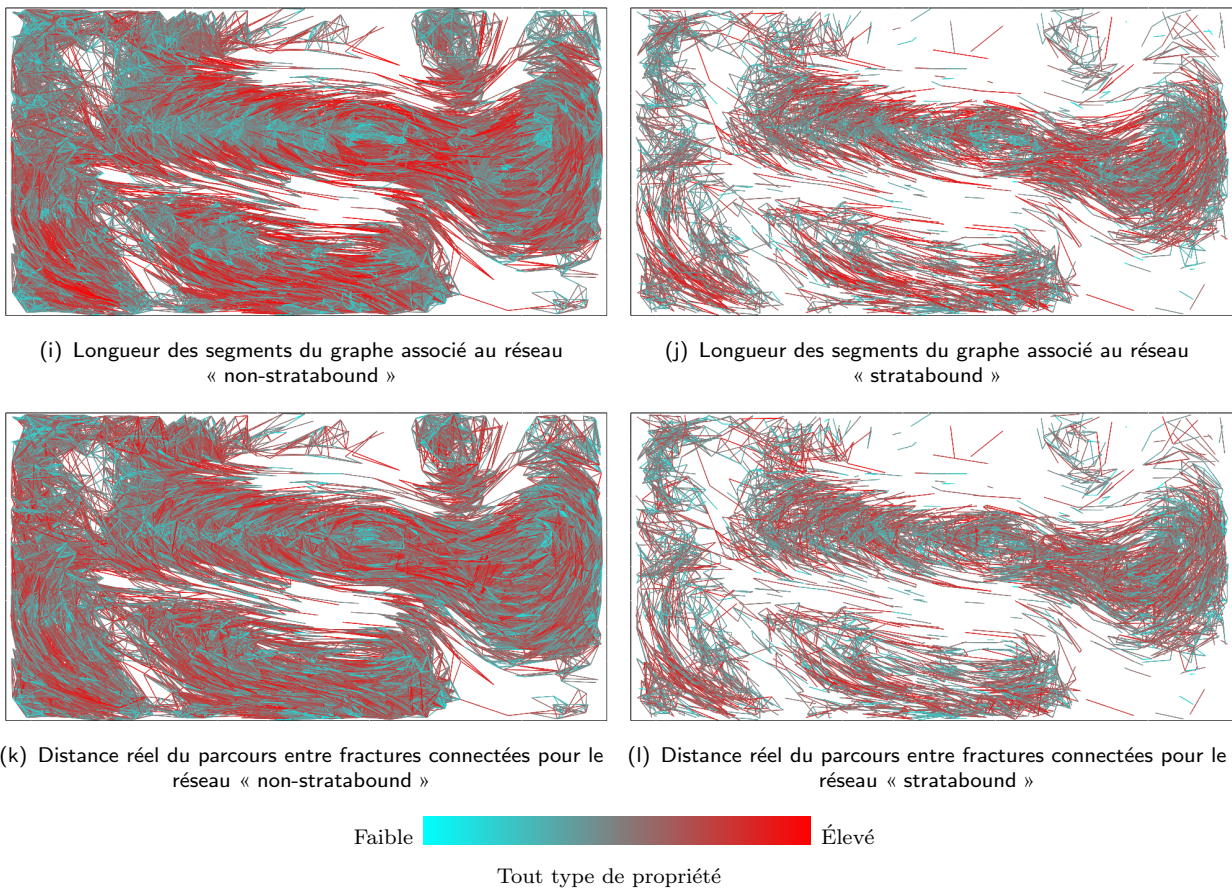 (i) Longueur des segments du graphe associé au réseau
« non-stratabound »
(j) Longueur des segments du graphe associé au réseau
« stratabound »
(k) Distance réel du parcours entre fractures connectées pour le
réseau « non-stratabound »
(l) Distance réel du parcours entre fractures connectées pour le
réseau « stratabound »
Faible
Élevé
Tout type de propriété